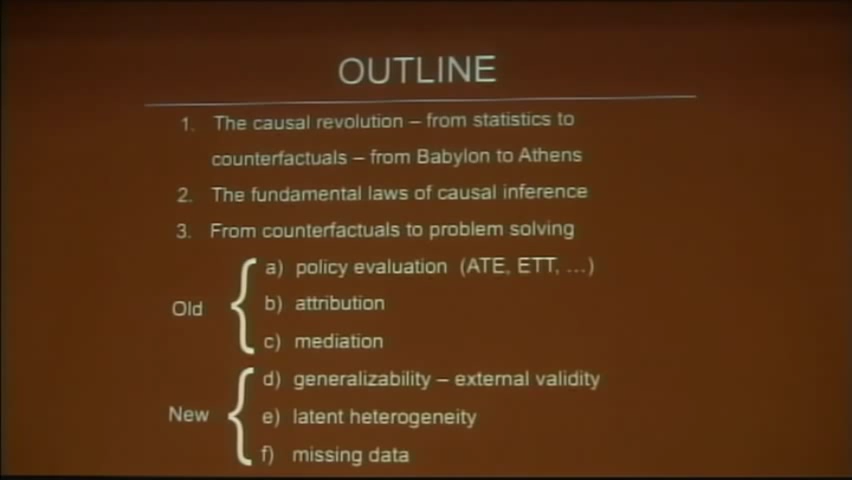 OUTLINE
1. The causal revolution – from statistics to
counterfactuals – from Babylon to Athens
2. The fundamental laws of causal inference
3. From counterfactuals to problem solving
a) policy evaluation (ATE, ETT, ...)
Old { b) attribution
c) mediation
d) generalizability – external validity
New { e) latent heterogeneity
f) missing data